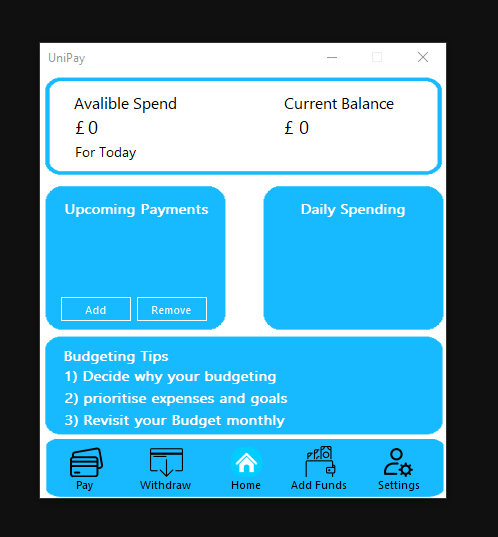 UniPay
Avalible Spend
Current Balance
£ 0
£ 0
For Today
Upcoming Payments
Daily Spending
Add
Remove
Budgeting Tips
1) Decide why your budgeting
2) prioritise expenses and goals
3) Revisit your Budget monthly
Pay
Withdraw
Home
Add Funds
Settings